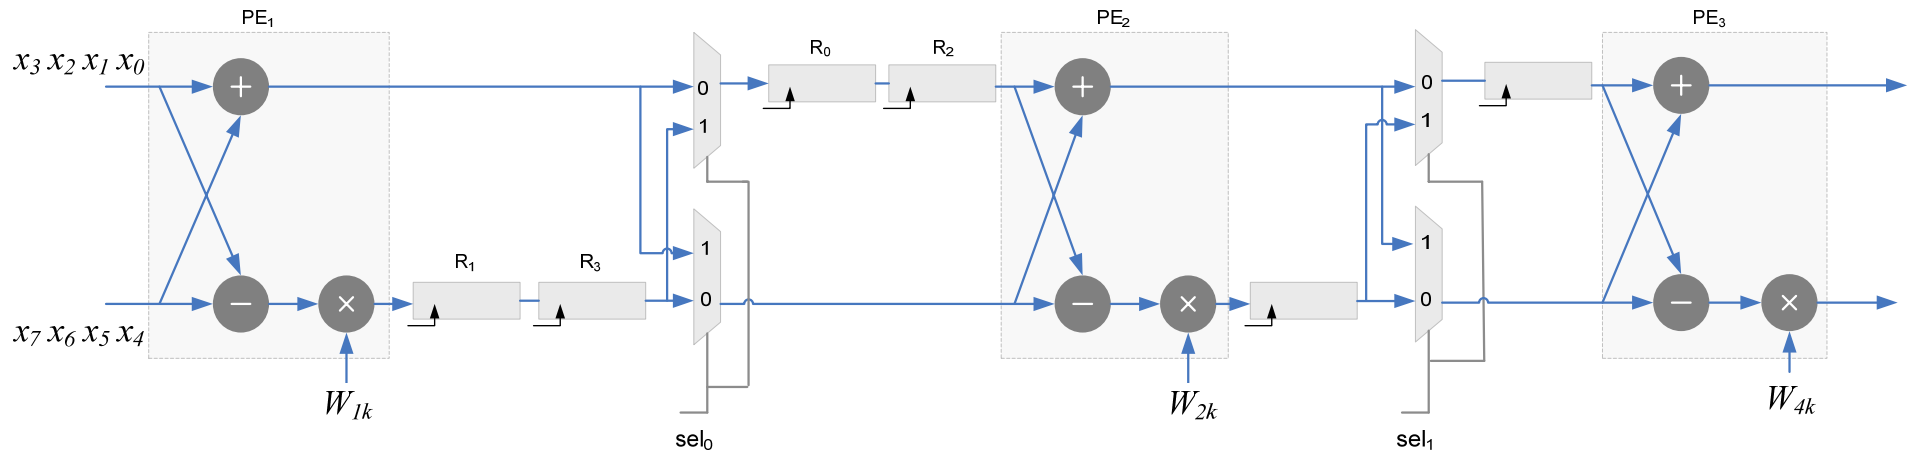 PE₁ PE₂ PE₃
x₃ x₂ x₁ x₀
R₀ R₂
+ + +
0 0
1 1
R₁ R₃
1 1
0 0
− × − × − ×
x₇ x₆ x₅ x₄
W₁ₖ W₂ₖ W₄ₖ
sel₀ sel₁